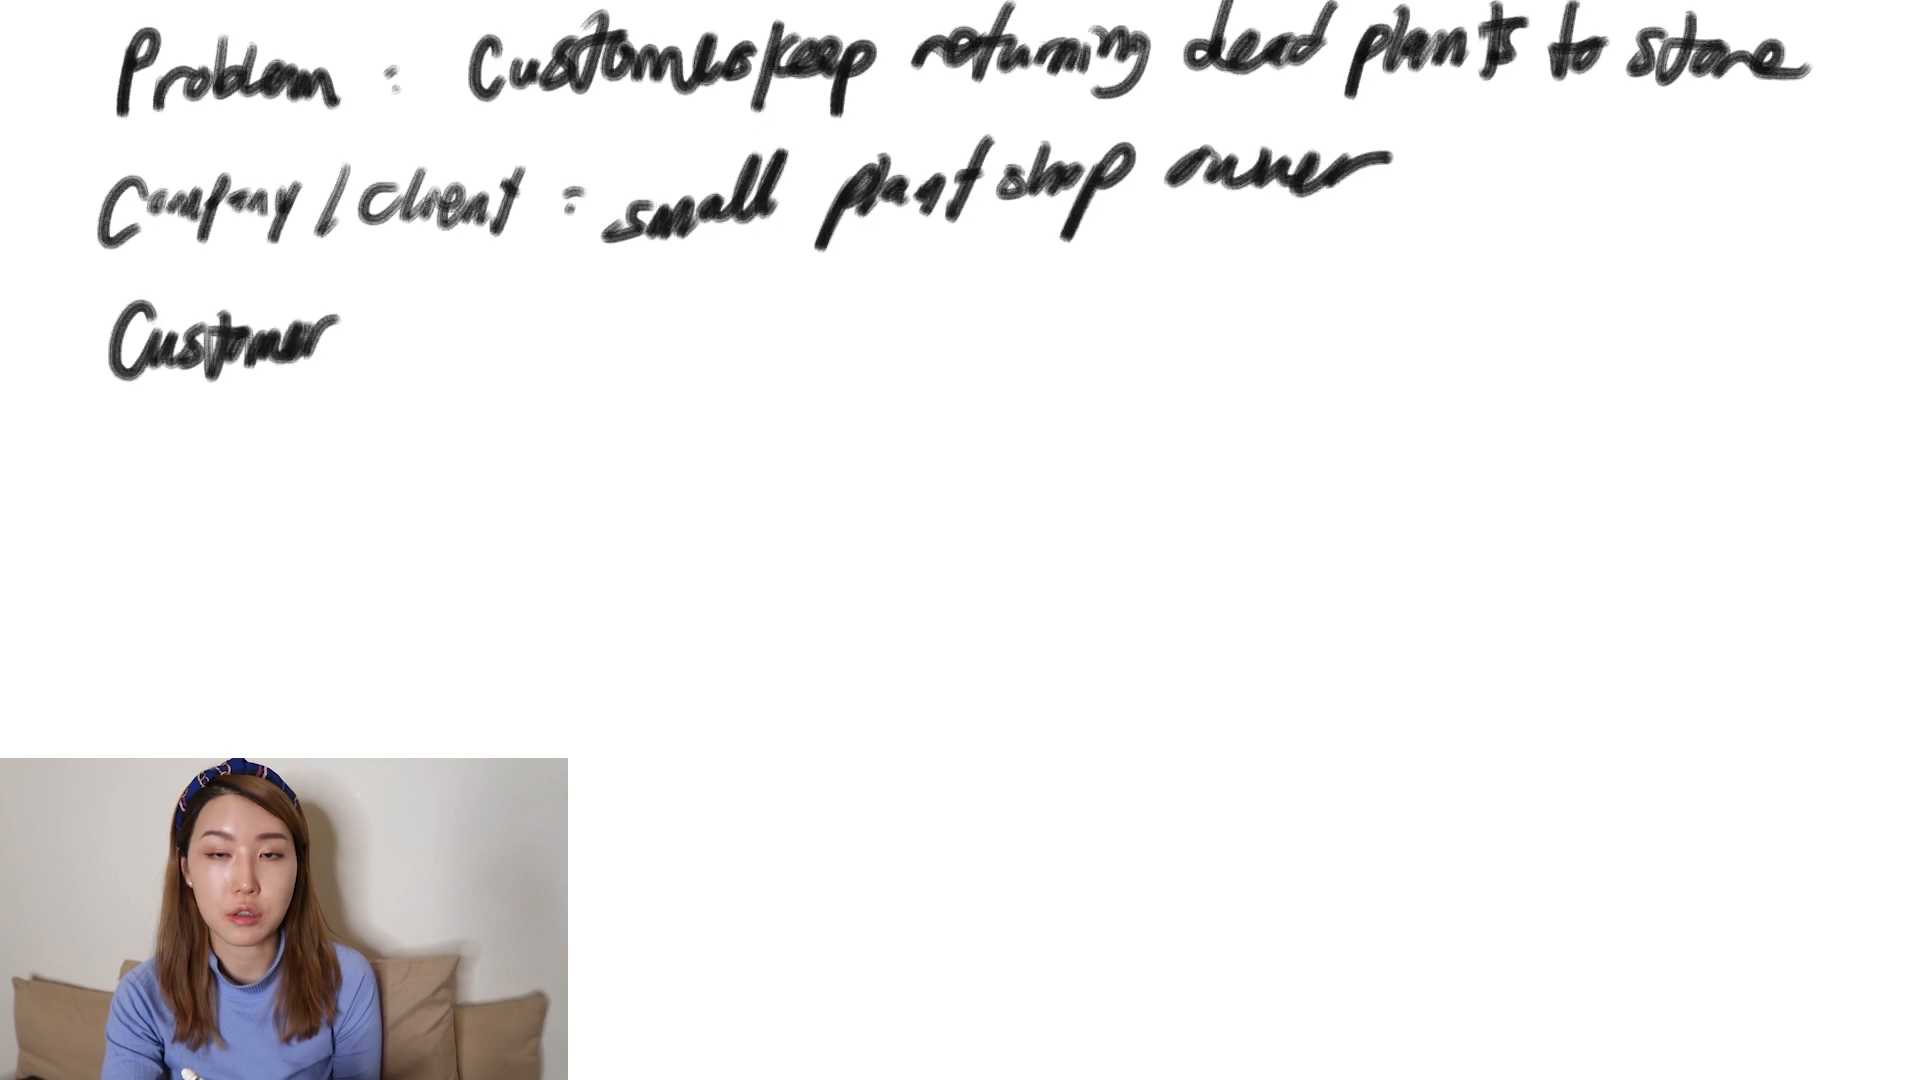 Problem : Customers keep returning dead plants to store
Company / client : small plant shop owner
Customer